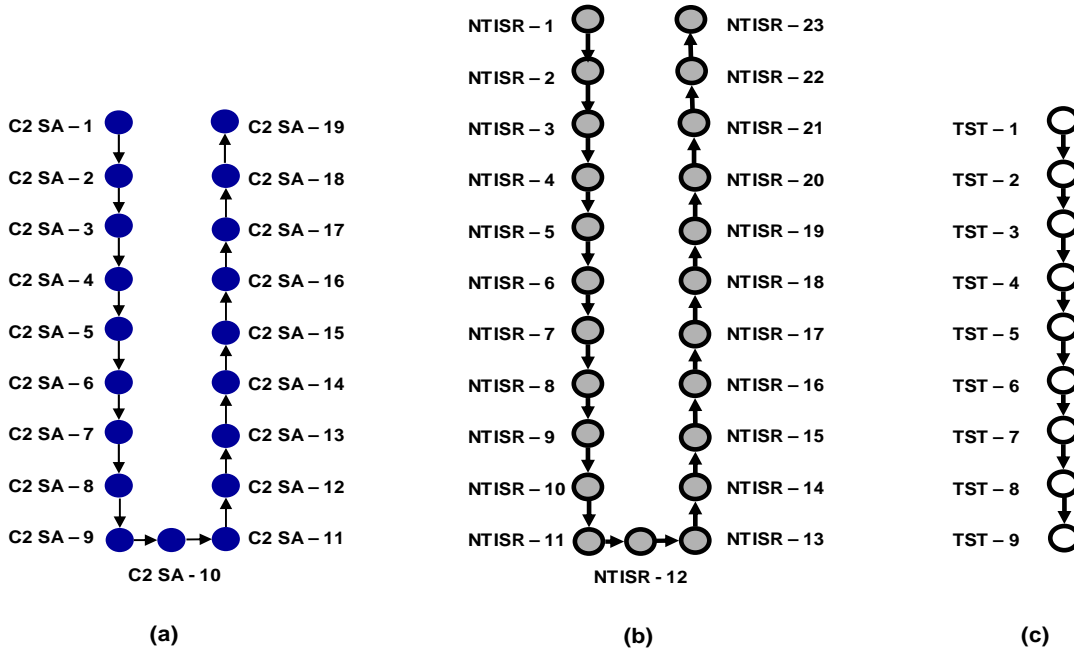 C2 SA – 1
C2 SA – 2
C2 SA – 3
C2 SA – 4
C2 SA – 5
C2 SA – 6
C2 SA – 7
C2 SA – 8
C2 SA – 9
C2 SA - 10
C2 SA – 11
C2 SA – 12
C2 SA – 13
C2 SA – 14
C2 SA – 15
C2 SA – 16
C2 SA – 17
C2 SA – 18
C2 SA – 19
(a)
NTISR – 1
NTISR – 2
NTISR – 3
NTISR – 4
NTISR – 5
NTISR – 6
NTISR – 7
NTISR – 8
NTISR – 9
NTISR – 10
NTISR – 11
NTISR - 12
NTISR – 13
NTISR – 14
NTISR – 15
NTISR – 16
NTISR – 17
NTISR – 18
NTISR – 19
NTISR – 20
NTISR – 21
NTISR – 22
NTISR – 23
(b)
TST – 1
TST – 2
TST – 3
TST – 4
TST – 5
TST – 6
TST – 7
TST – 8
TST – 9
(c)